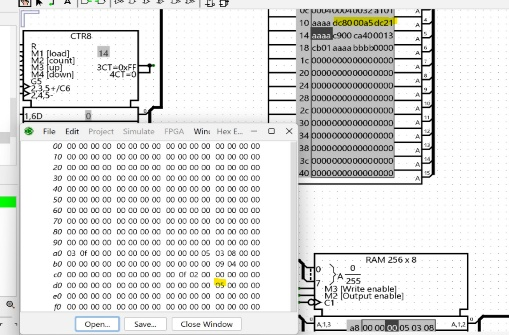 CTR8
R
M1 [load]
M2 [count]
M3 [up]
M4 [down]
G5
2,3,5+/C6
2,4,5-
14
3CT=0xFF
4CT=0
1,6D
0
10 aaaa dc80 00a5 dc21
14 aaaa c900 ca40 0013
18 cb01 aaaa bbbb 0000
1c 0000000000000000
20 0000000000000000
24 0000000000000000
28 0000000000000000
2c 0000000000000000
30 0000000000000000
34 0000000000000000
38 0000000000000000
3c 0000000000000000
40 0000000000000000
File Edit Project Simulate FPGA Hex E...
00 00 00 00 00 00 00 00 00 00 00 00 00 00 00 00 00
10 00 00 00 00 00 00 00 00 00 00 00 00 00 00 00 00
20 00 00 00 00 00 00 00 00 00 00 00 00 00 00 00 00
30 00 00 00 00 00 00 00 00 00 00 00 00 00 00 00 00
40 00 00 00 00 00 00 00 00 00 00 00 00 00 00 00 00
50 00 00 00 00 00 00 00 00 00 00 00 00 00 00 00 00
60 00 00 00 00 00 00 00 00 00 00 00 00 00 00 00 00
70 00 00 00 00 00 00 00 00 00 00 00 00 00 00 00 00
80 00 00 00 00 00 00 00 00 00 00 00 00 00 00 00 00
90 00 00 00 00 00 00 00 00 00 00 00 00 00 00 00 00
a0 03 0f 00 00 00 00 00 00 00 00 00 05 03 08 00 00
b0 00 00 00 00 00 00 00 00 00 00 00 09 04 00 00 00
c0 00 00 00 00 00 00 00 00 00 0f 02 00 00 00 00
d0 00 00 00 00 00 00 00 00 00 00 00 05 00 00 00 00
e0 00 00 00 00 00 00 00 00 00 00 00 00 00 00 00 00
f0 00 00 00 00 00 00 00 00 00 00 00 00 00 00 00 00
Open... Save... Close Window
RAM 256 x 8
0
7
A
0
255
M3 [Write enable]
M2 [Output enable]
C1
A,1,3
a8 00 00 00 05 03 08
A,1,2